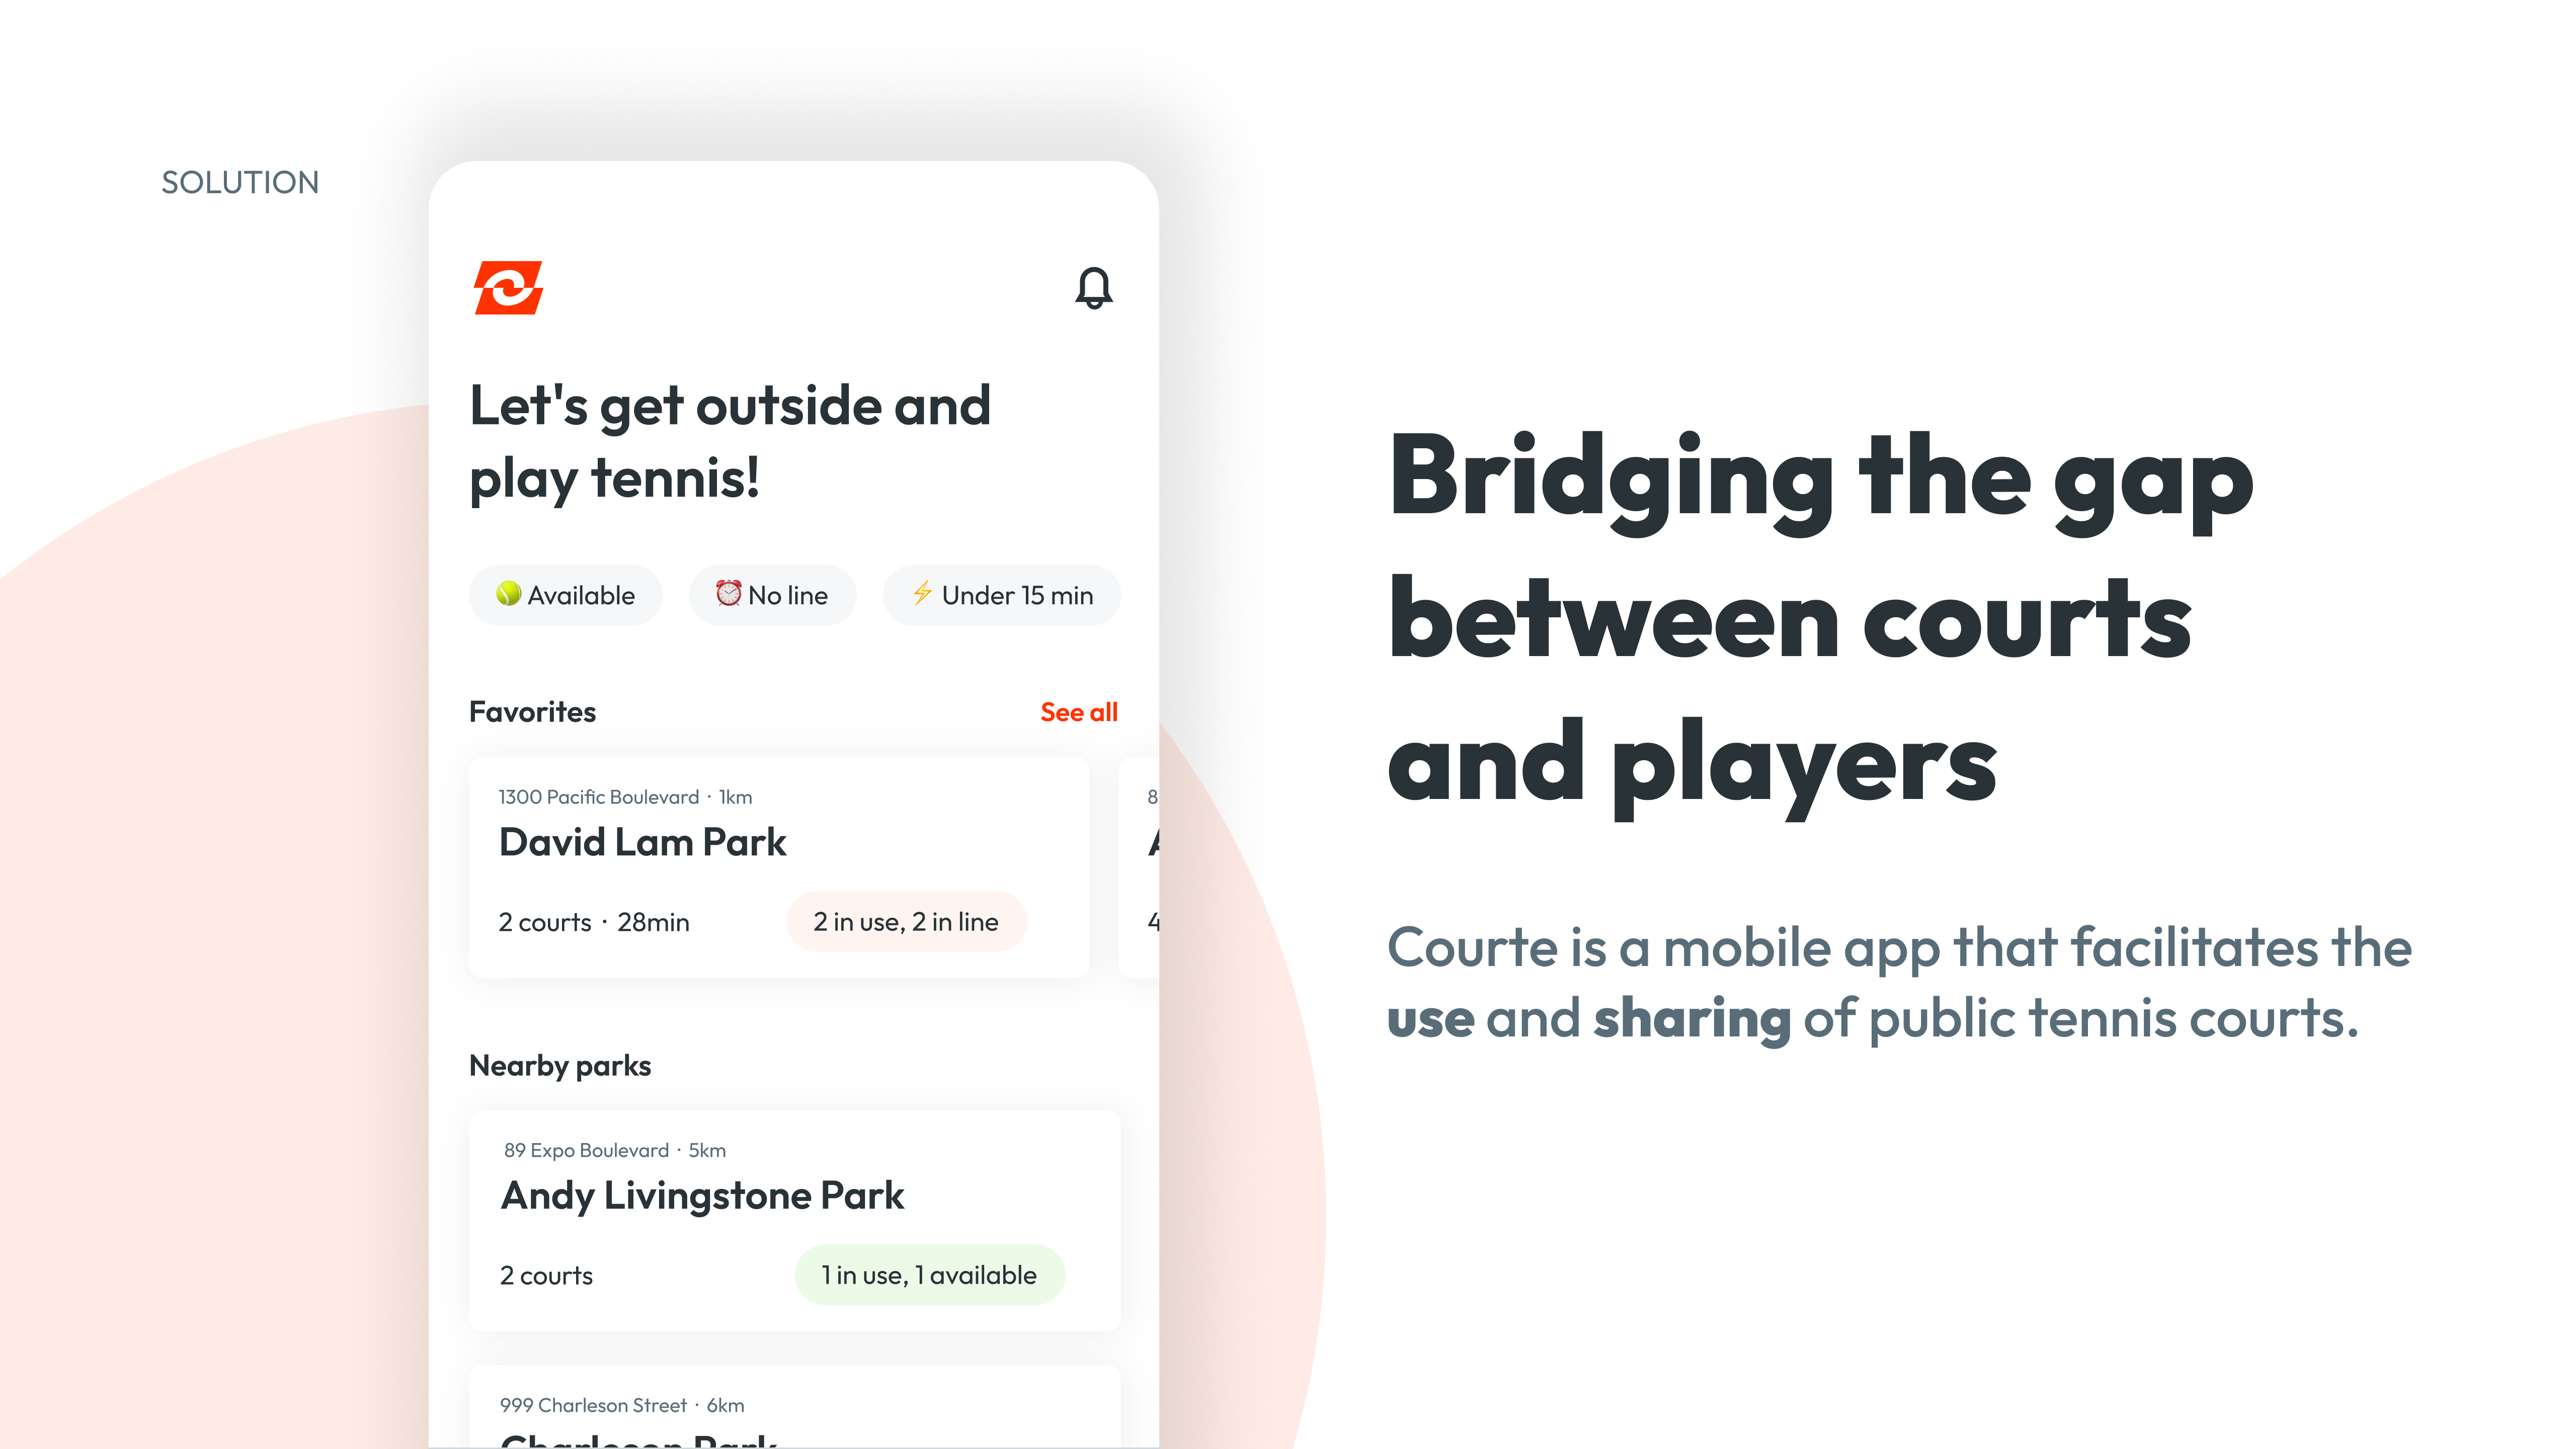 SOLUTION
Let's get outside and
play tennis!
Available
No line
Under 15 min
Favorites
See all
1300 Pacific Boulevard · 1km
David Lam Park
2 courts · 28min
2 in use, 2 in line
8
A
4
Nearby parks
89 Expo Boulevard · 5km
Andy Livingstone Park
2 courts
1 in use, 1 available
999 Charleson Street · 6km
Charleson Park
Bridging the gap
between courts
and players
Courte is a mobile app that facilitates the
use and sharing of public tennis courts.